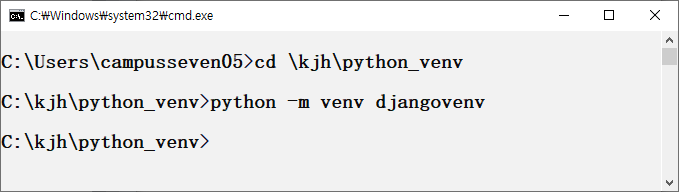 C:₩Windows₩system32₩cmd.exe
C:\Users\campusseven05>cd \kjh\python_venv
C:\kjh\python_venv>python -m venv djangovenv
C:\kjh\python_venv>